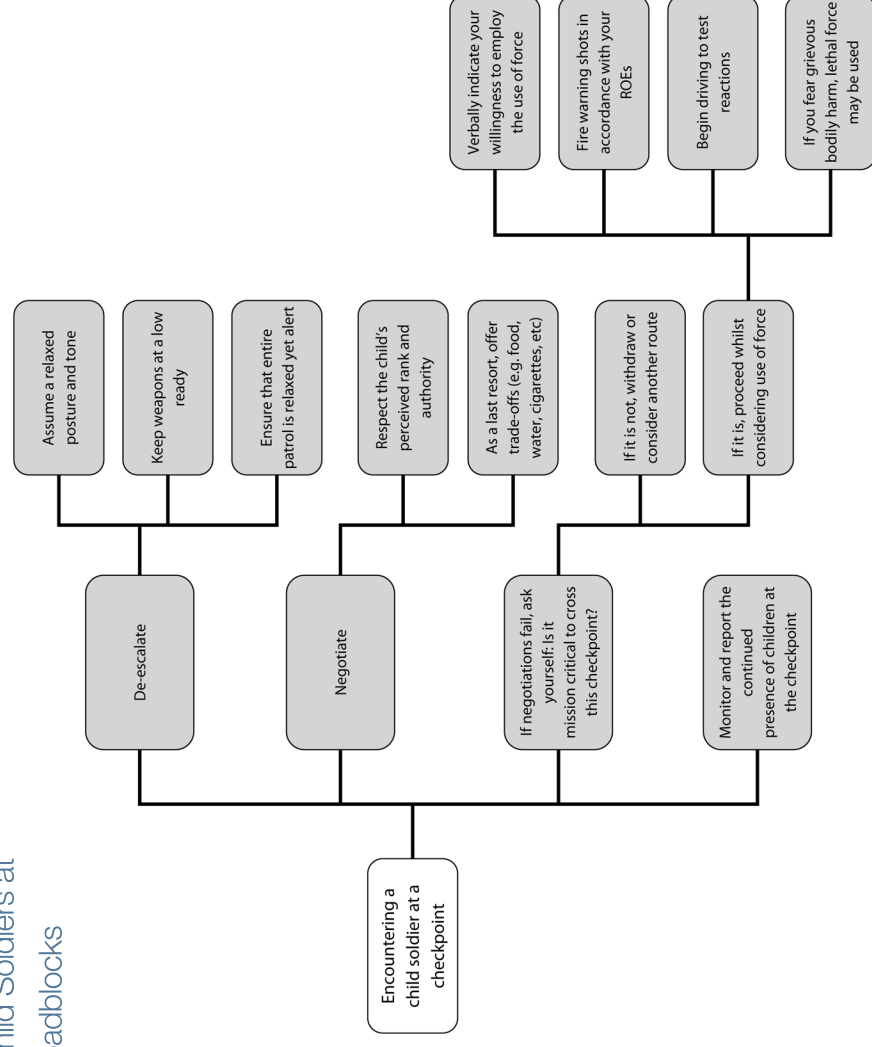 Soldiers at
Encountering a
child soldier at a
checkpoint
De-escalate
Assume a relaxed
posture and tone
Keep weapons at a low
ready
Ensure that entire
patrol is relaxed yet alert
Negotiate
Respect the child's
perceived rank and
authority
As a last resort, offer
trade-offs (e.g. food,
water, cigarettes, etc)
If negotiations fail, ask
yourself: Is it
mission critical to cross
this checkpoint?
If it is not, withdraw or
consider another route
If it is, proceed whilst
considering use of force
Verbally indicate your
willingness to employ
the use of force
Fire warning shots in
accordance with your
ROEs
Begin driving to test
reactions
If you fear grievous
bodily harm, lethal force
may be used
Monitor and report the
continued
presence of children at
the checkpoint